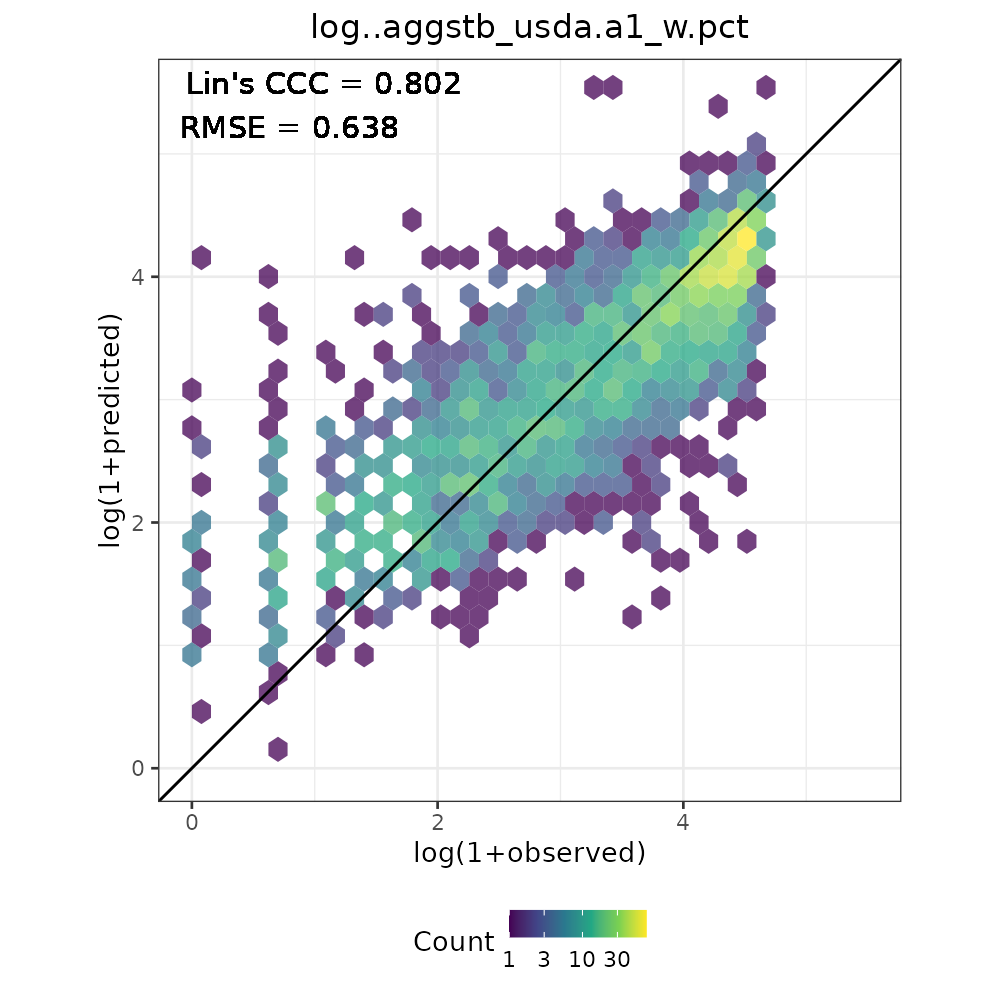 log..aggstb_usda.a1_w.pct
Lin's CCC = 0.802
RMSE = 0.638
4
2
0
log(1+predicted)
0 2 4
log(1+observed)
Count
1 3 10 30